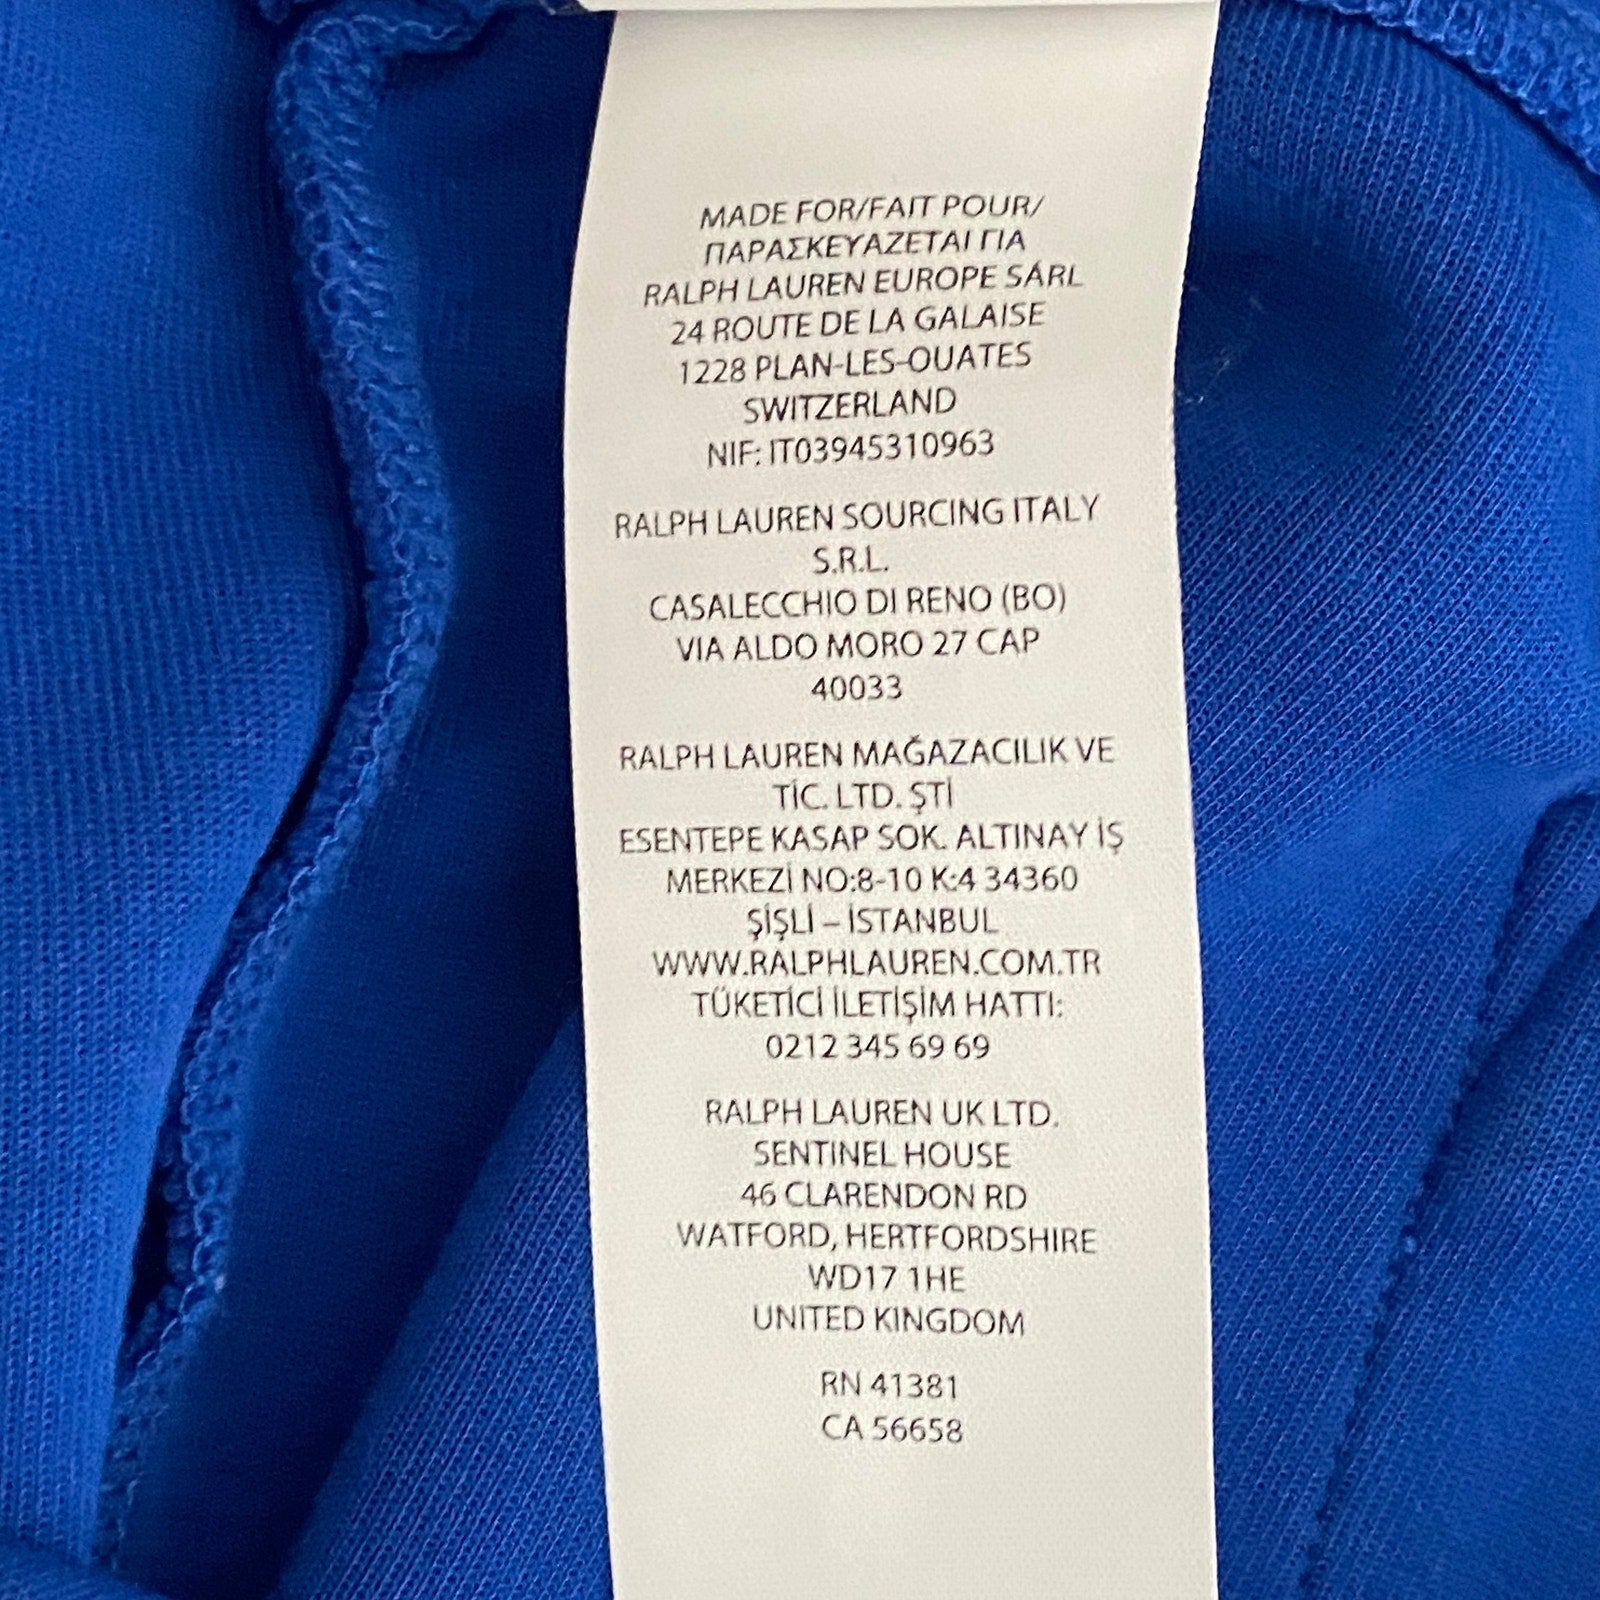 MADE FOR/FAIT POUR/
ΠΑΡΑΣΚΕΥΑΖΕΤΑΙ ΓΙΑ
RALPH LAUREN EUROPE SÀRL
24 ROUTE DE LA GALAISE
1228 PLAN-LES-OUATES
SWITZERLAND
NIF: IT03945310963
RALPH LAUREN SOURCING ITALY
S.R.L.
CASALECCHIO DI RENO (BO)
VIA ALDO MORO 27 CAP
40033
RALPH LAUREN MAĞAZACILIK VE
TİC. LTD. ŞTİ
ESENTEPE KASAP SOK. ALTINAY İŞ
MERKEZİ NO:8-10 K:4 34360
ŞİŞLİ – İSTANBUL
WWW.RALPHLAUREN.COM.TR
TÜKETİCİ İLETİŞİM HATTI:
0212 345 69 69
RALPH LAUREN UK LTD.
SENTINEL HOUSE
46 CLARENDON RD
WATFORD, HERTFORDSHIRE
WD17 1HE
UNITED KINGDOM
RN 41381
CA 56658